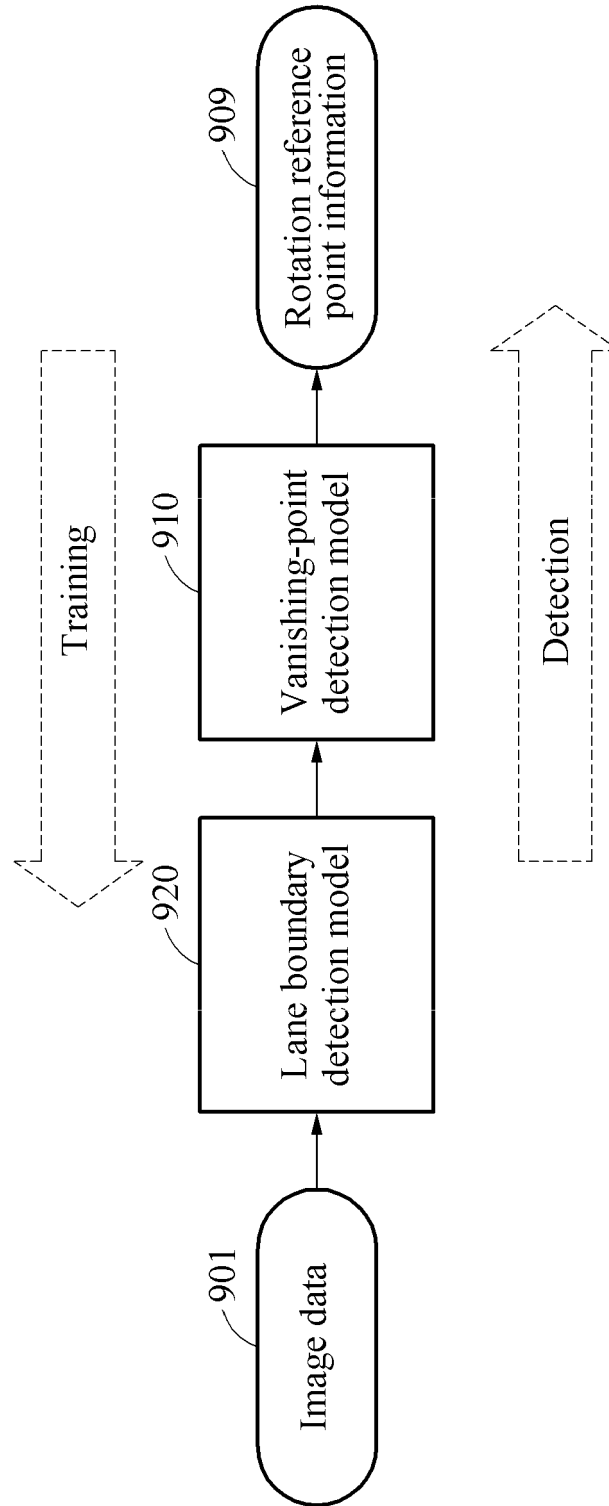 Training
901
Image data
920
Lane boundary
detection model
910
Vanishing-point
detection model
909
Rotation reference
point information
Detection